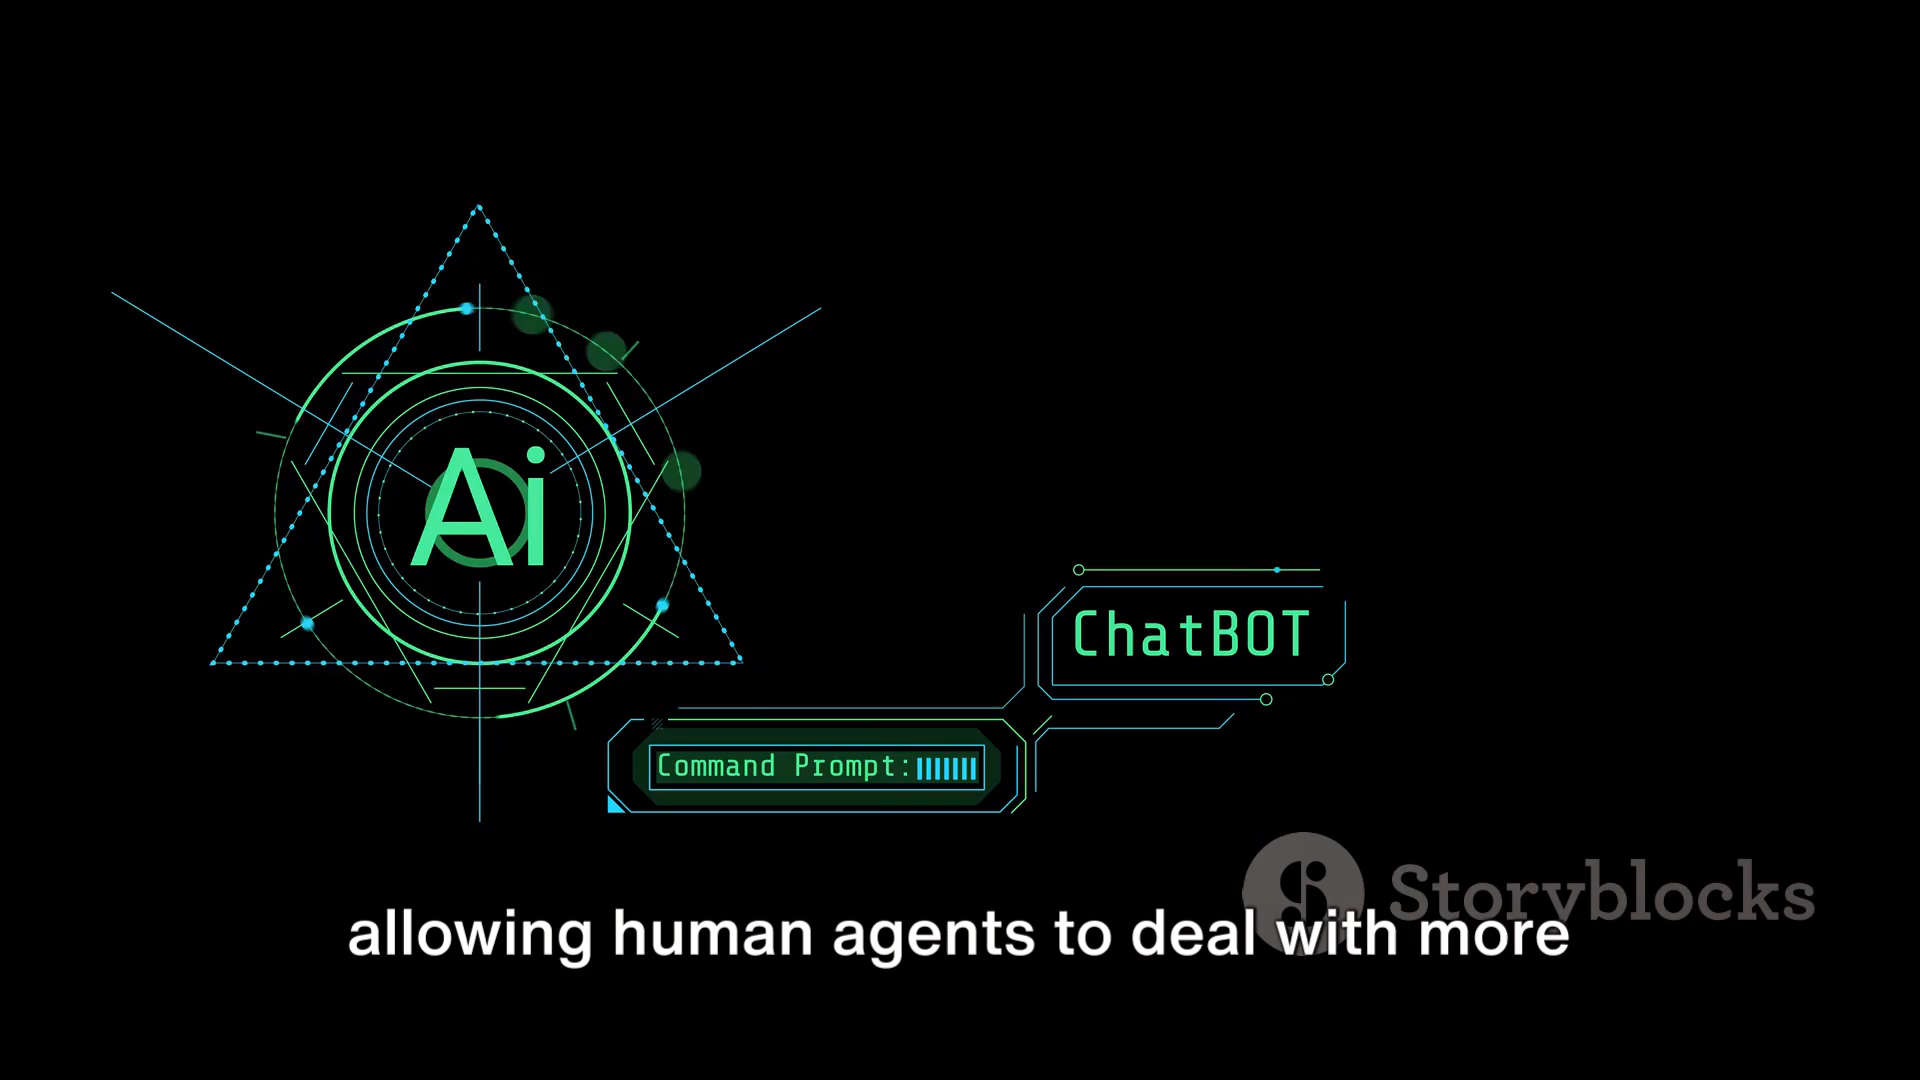 Ai
ChatBOT
Command Prompt:
Storyblocks
allowing human agents to deal with more